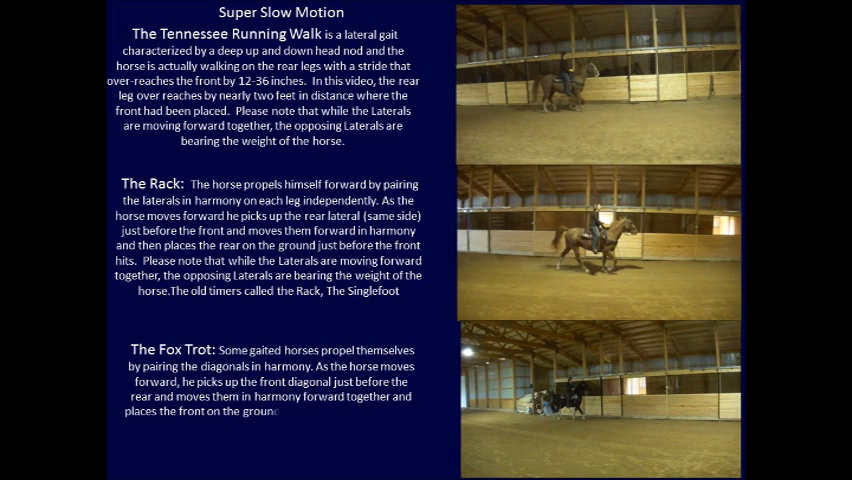 Super Slow Motion
The Tennessee Running Walk is a lateral gait
characterized by a deep up and down head nod and the
horse is actually walking on the rear legs with a stride that
over-reaches the front by 12-36 inches. In this video, the rear
leg over reaches by nearly two feet in distance where the
front had been placed. Please note that while the Laterals
are moving forward together, the opposing Laterals are
bearing the weight of the horse.
The Rack: The horse propels himself forward by pairing
the laterals in harmony on each leg independently. As the
horse moves forward he picks up the rear lateral (same side)
just before the front and moves them forward in harmony
and then places the rear on the ground just before the front
hits. Please note that while the Laterals are moving forward
together, the opposing Laterals are bearing the weight of the
horse.The old timers called the Rack, The Singlefoot
The Fox Trot: Some gaited horses propel themselves
by pairing the diagonals in harmony. As the horse moves
forward, he picks up the front diagonal just before the
rear and moves them in harmony forward together and
places the front on the ground